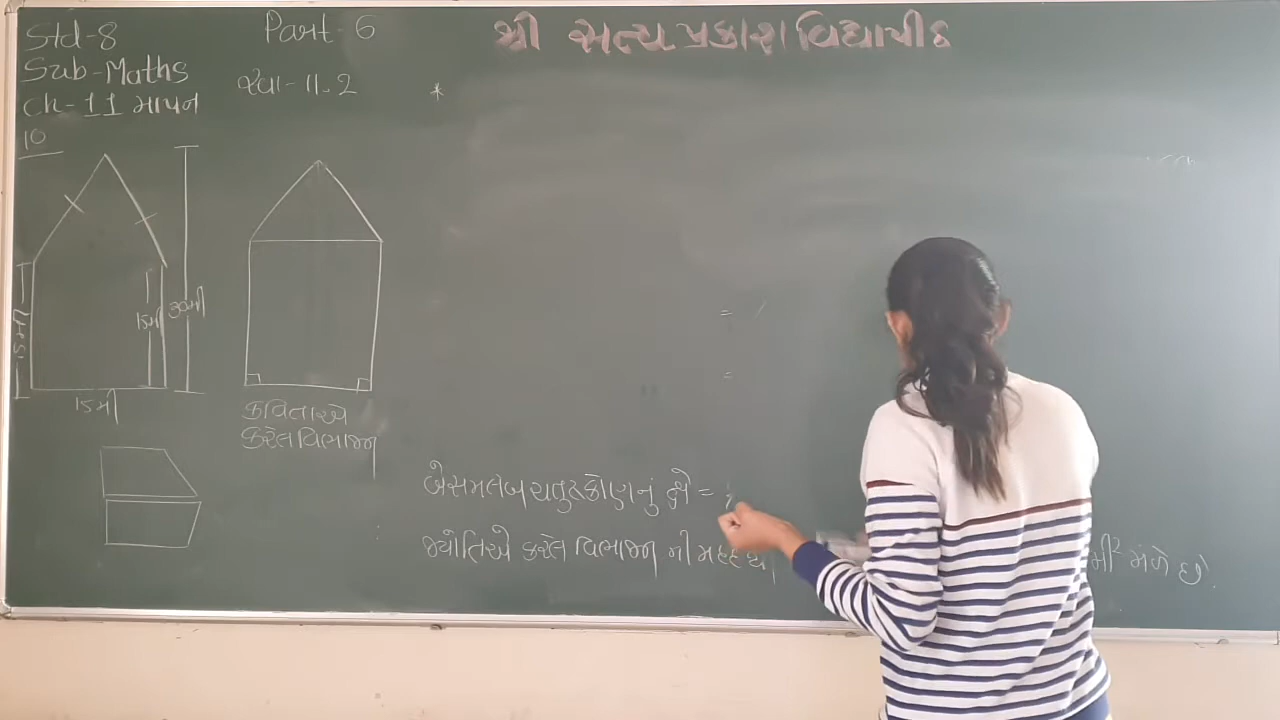 શ્રી સત્ય પ્રકાશ વિદ્યાપીઠ
Std-8
Part-6
Sub-Maths
સ્વા-11.2
*
Ch-11 માપન
10
15મી
15મી
30મી
15મી
કવિતાએ
કરેલ વિભાજન
=
=
બે સમલંબ ચતુષ્કોણનું ક્ષે =
જ્યોતિએ કરેલ વિભાજન ની મદદ થી
મી² મળે છે.